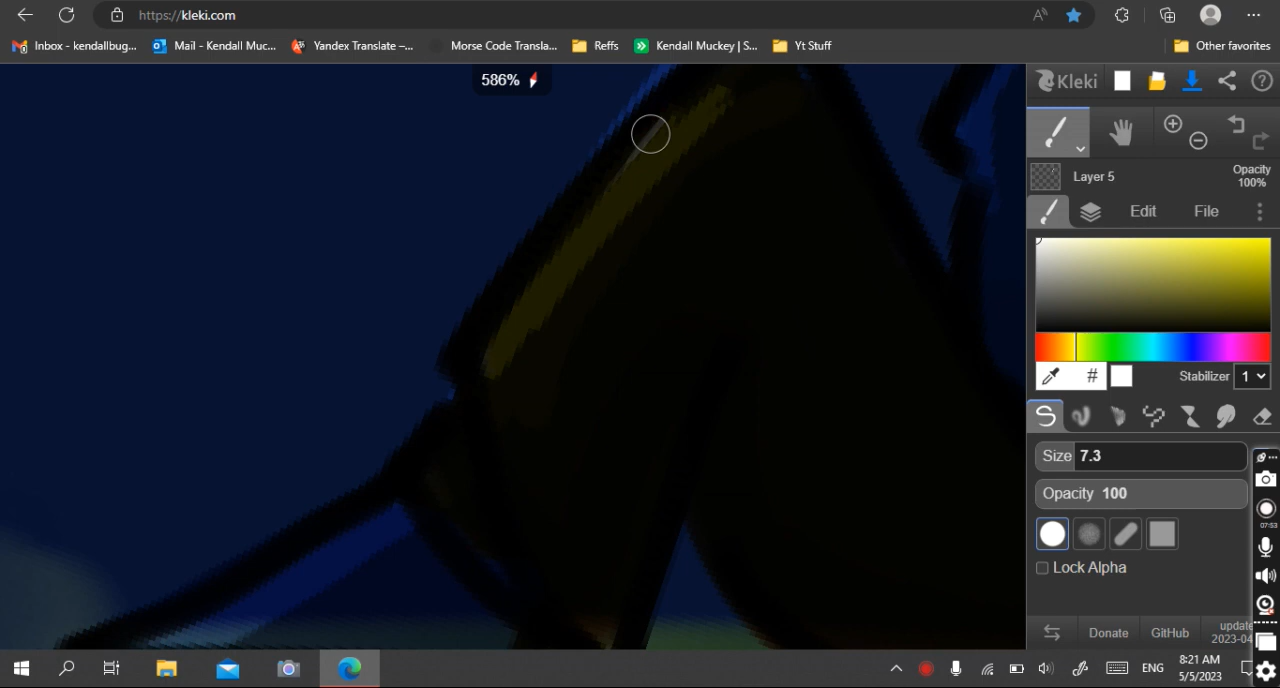 https://kleki.com
Inbox - kendallbug...
Mail - Kendall Muc...
Yandex Translate –...
Morse Code Transla...
Reffs
Kendall Muckey | S...
Yt Stuff
Other favorites
586%
Kleki
Layer 5
Opacity
100%
Edit
File
#
Stabilizer
1
Size 7.3
Opacity 100
07:53
Lock Alpha
Donate
GitHub
update
2023-04
ENG
8:21 AM
5/5/2023